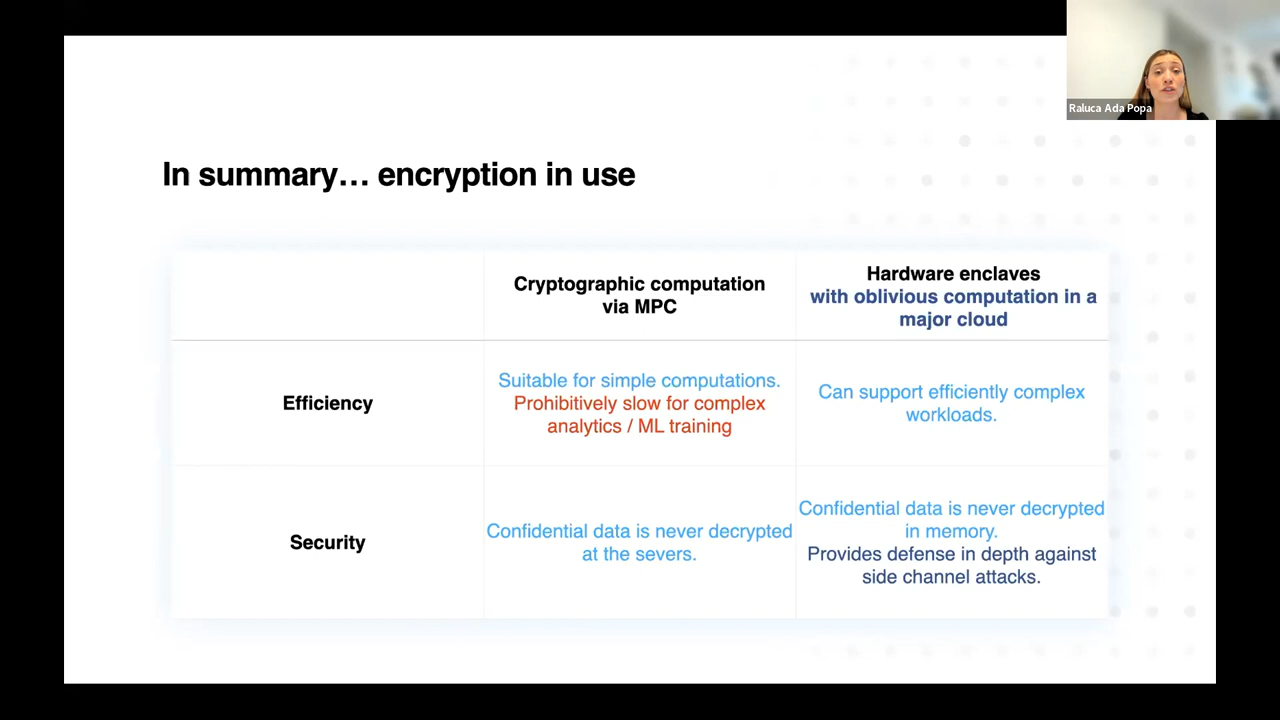 Raluca Ada Popa
In summary… encryption in use
Cryptographic computation
via MPC
Hardware enclaves
with oblivious computation in a
major cloud
Efficiency
Suitable for simple computations.
Prohibitively slow for complex
analytics / ML training
Can support efficiently complex
workloads.
Security
Confidential data is never decrypted
at the severs.
Confidential data is never decrypted
in memory.
Provides defense in depth against
side channel attacks.